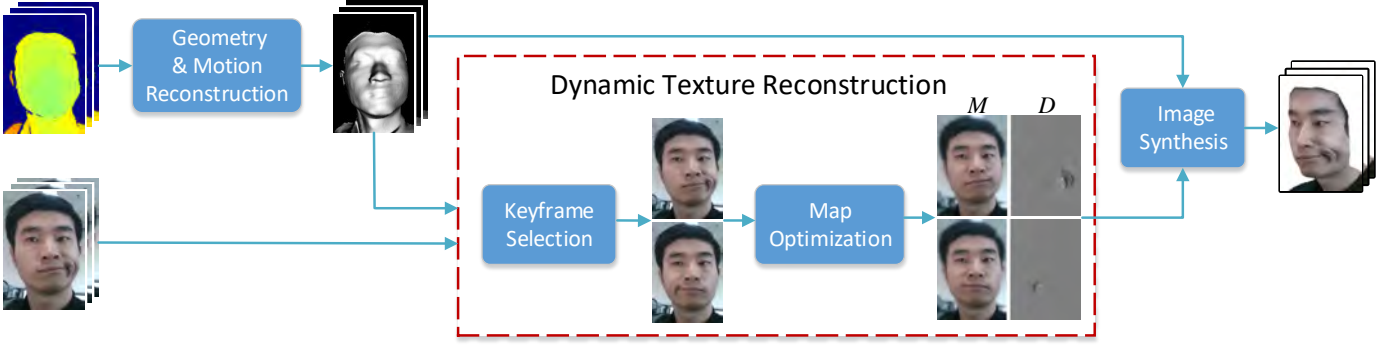 Geometry
& Motion
Reconstruction
Dynamic Texture Reconstruction
M D
Keyframe
Selection
Map
Optimization
Image
Synthesis